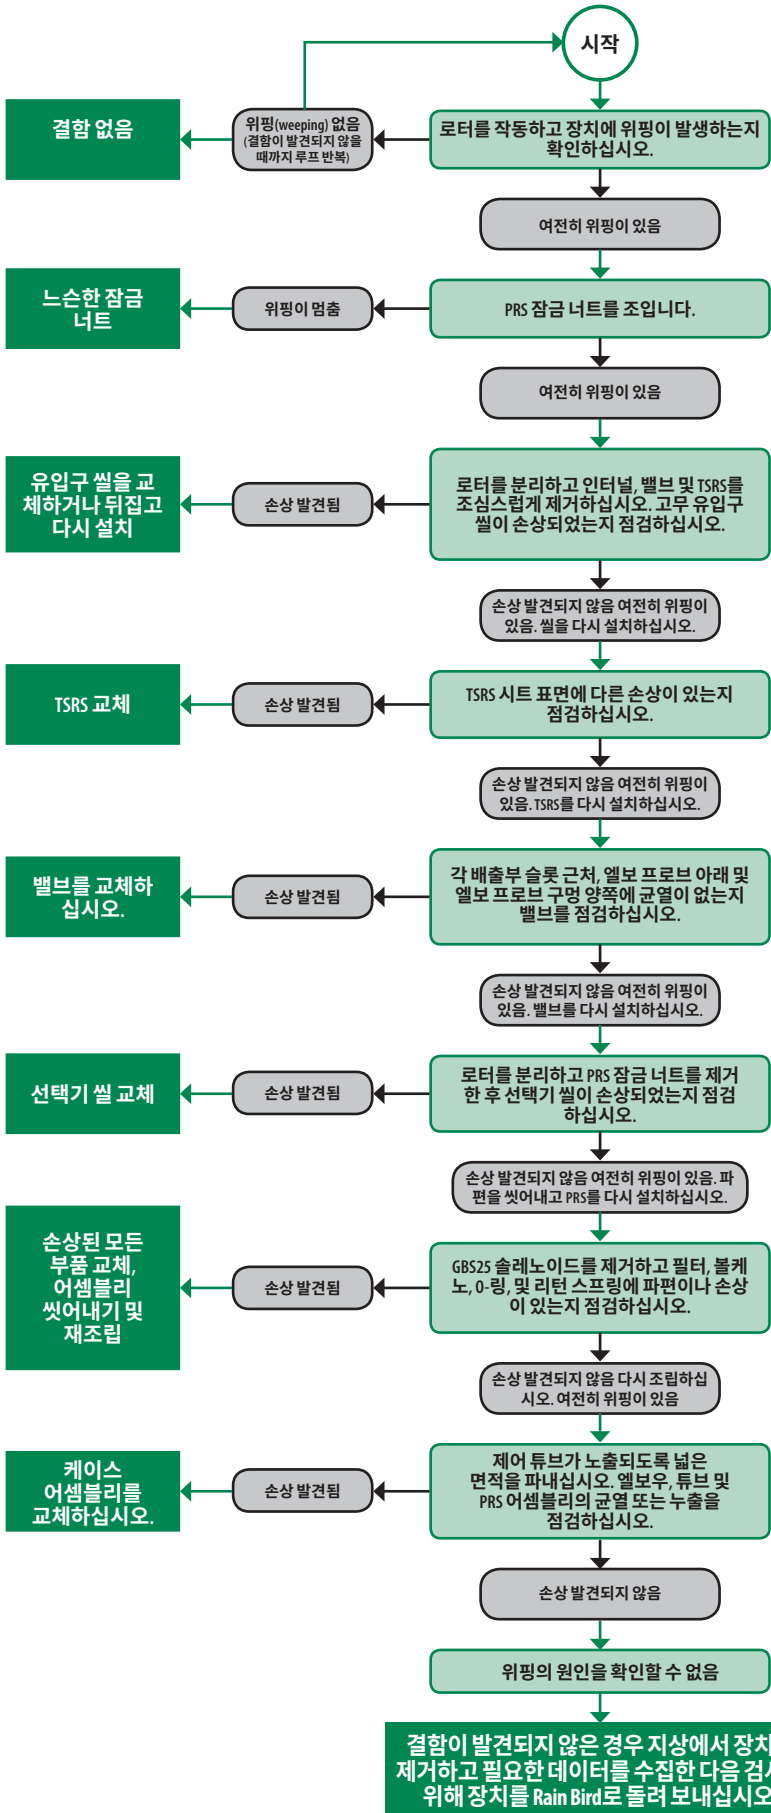 시작
결함 없음
위핑(weeping) 없음
(결함이 발견되지 않을
때까지 루프 반복)
로터를 작동하고 장치에 위핑이 발생하는지
확인하십시오.
여전히 위핑이 있음
느슨한 잠금
너트
위핑이 멈춤
PRS 잠금 너트를 조입니다.
여전히 위핑이 있음
유입구 씰을 교
체하거나 뒤집고
다시 설치
손상 발견됨
로터를 분리하고 인터널, 밸브 및 TSRS를
조심스럽게 제거하십시오. 고무 유입구
씰이 손상되었는지 점검하십시오.
손상 발견되지 않음 여전히 위핑이
있음. 씰을 다시 설치하십시오.
TSRS 교체
손상 발견됨
TSRS 시트 표면에 다른 손상이 있는지
점검하십시오.
손상 발견되지 않음 여전히 위핑이
있음. TSRS를 다시 설치하십시오.
밸브를 교체하
십시오.
손상 발견됨
각 배출부 슬롯 근처, 엘보 프로브 아래 및
엘보 프로브 구멍 양쪽에 균열이 없는지
밸브를 점검하십시오.
손상 발견되지 않음 여전히 위핑이
있음. 밸브를 다시 설치하십시오.
선택기 씰 교체
손상 발견됨
로터를 분리하고 PRS 잠금 너트를 제거
한 후 선택기 씰이 손상되었는지 점검
하십시오.
손상 발견되지 않음 여전히 위핑이 있음. 파
편을 씻어내고 PRS를 다시 설치하십시오.
손상된 모든
부품 교체,
어셈블리
씻어내기 및
재조립
손상 발견됨
GBS25 솔레노이드를 제거하고 필터, 볼케
노, O-링, 및 리턴 스프링에 파편이나 손상
이 있는지 점검하십시오.
손상 발견되지 않음 다시 조립하십
시오. 여전히 위핑이 있음
케이스
어셈블리를
교체하십시오.
손상 발견됨
제어 튜브가 노출되도록 넓은
면적을 파내십시오. 엘보우, 튜브 및
PRS 어셈블리의 균열 또는 누출을
점검하십시오.
손상 발견되지 않음
위핑의 원인을 확인할 수 없음
결함이 발견되지 않은 경우 지상에서 장치
제거하고 필요한 데이터를 수집한 다음
위해 장치를 Rain Bird로 돌려 보내십시오